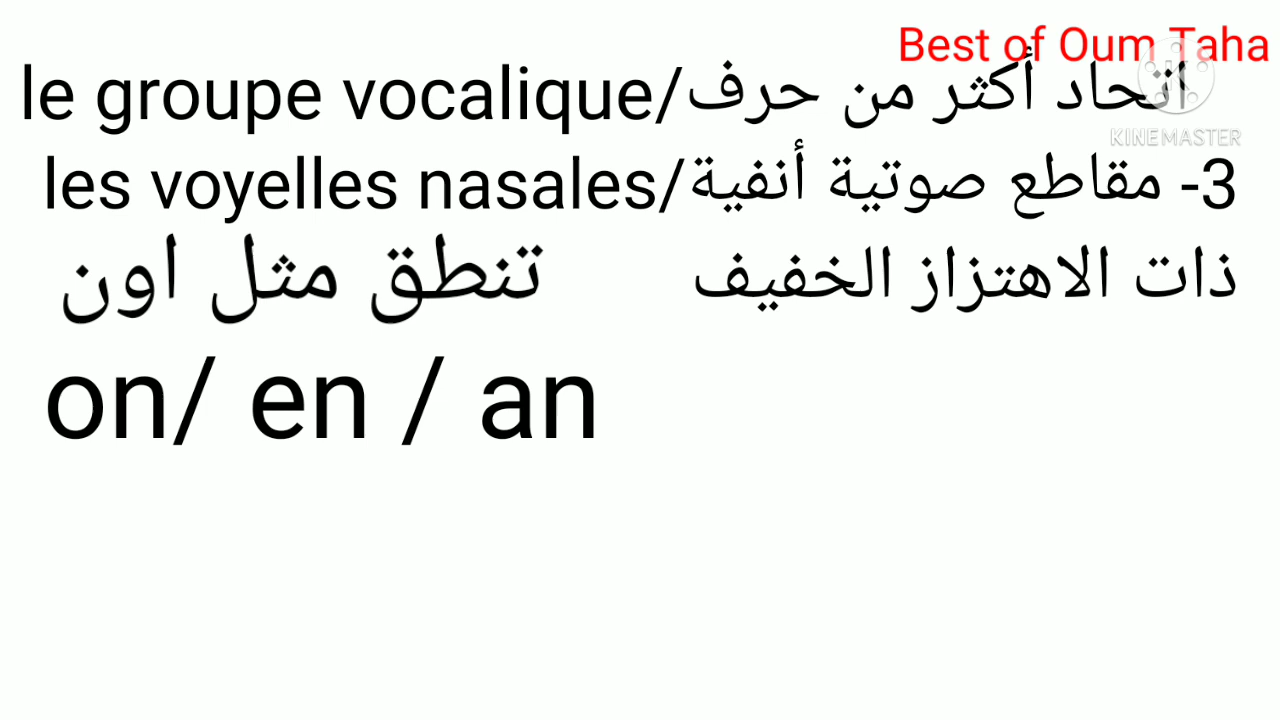 Best of Oum Taha
le groupe vocalique/اتحاد أكثر من حرف
KINEMASTER
les voyelles nasales/مقاطع صوتية أنفية -3
ذات الاهتزاز الخفيف
تنطق مثل اون
on/ en / an